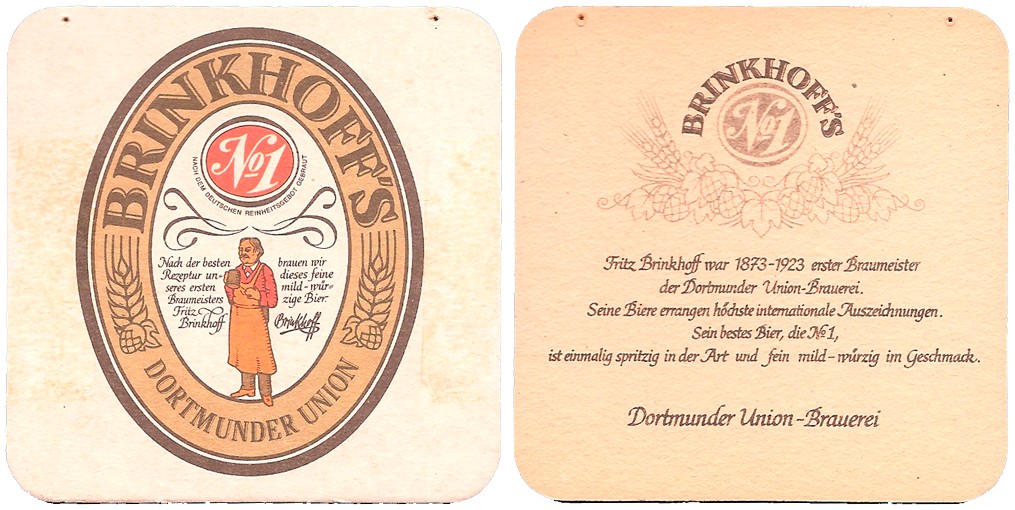 BRINKHOFF'S
No1
NACH DEM DEUTSCHEN REINHEITSGEBOT GEBRAUT
Nach der besten
Rezeptur un-
seres ersten
Braumeisters
Fritz
Brinkhoff
brauen wir
dieses feine
mild-wür-
zige Bier.
Brinkhoff
DORTMUNDER UNION
BRINKHOFF'S
No1
Fritz Brinkhoff war 1873-1923 erster Braumeister
der Dortmunder Union-Brauerei.
Seine Biere errangen höchste internationale Auszeichnungen.
Sein bestes Bier, die No1,
ist einmalig spritzig in der Art und fein mild-würzig im Geschmack.
Dortmunder Union-Brauerei